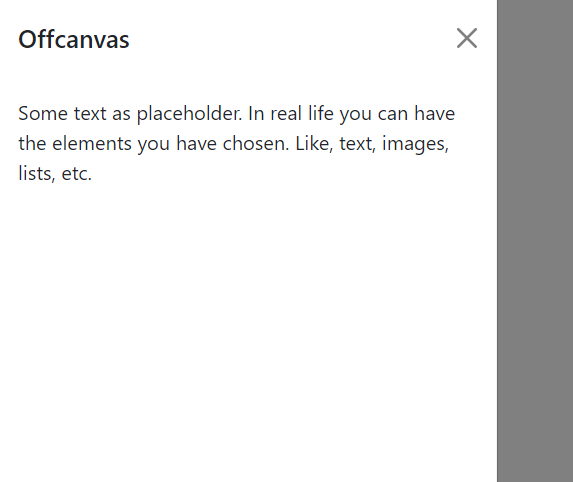 Offcanvas
Some text as placeholder. In real life you can have
the elements you have chosen. Like, text, images,
lists, etc.